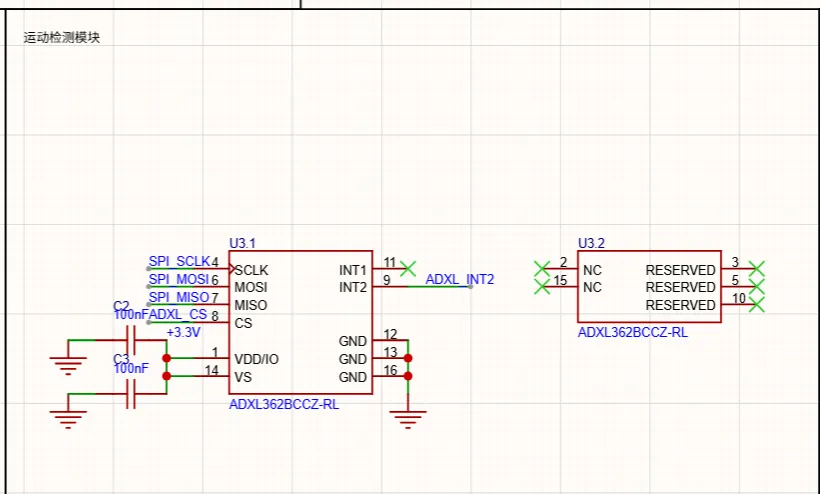 运动检测模块
U3.1
SPI_SCLK 4 SCLK INT1 11
SPI_MOSI 6 MOSI INT2 9 ADXL_INT2
SPI_MISO 7 MISO
ADXL_CS 8 CS
C2
100nF
+3.3V
GND 12
C3
100nF
1 VDD/IO GND 13
14 VS GND 16
ADXL362BCCZ-RL
U3.2
2 NC RESERVED 3
15 NC RESERVED 5
RESERVED 10
ADXL362BCCZ-RL